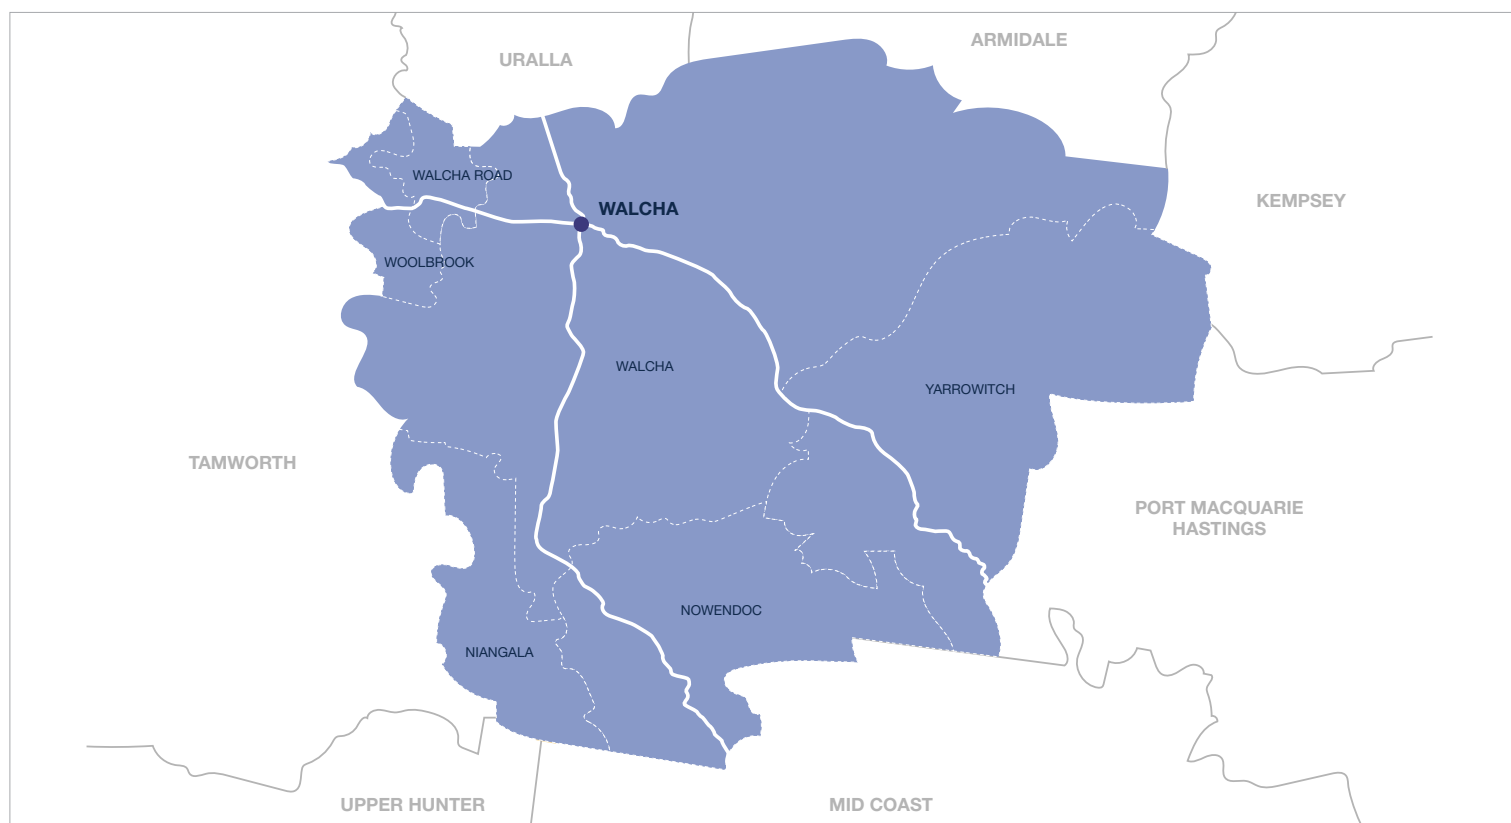 ARMIDALE
URALLA
WALCHA ROAD
KEMPSEY
WALCHA
WOOLBROOK
WALCHA
YARROWITCH
TAMWORTH
PORT MACQUARIE
HASTINGS
NOWENDOC
NIANGALA
UPPER HUNTER
MID COAST